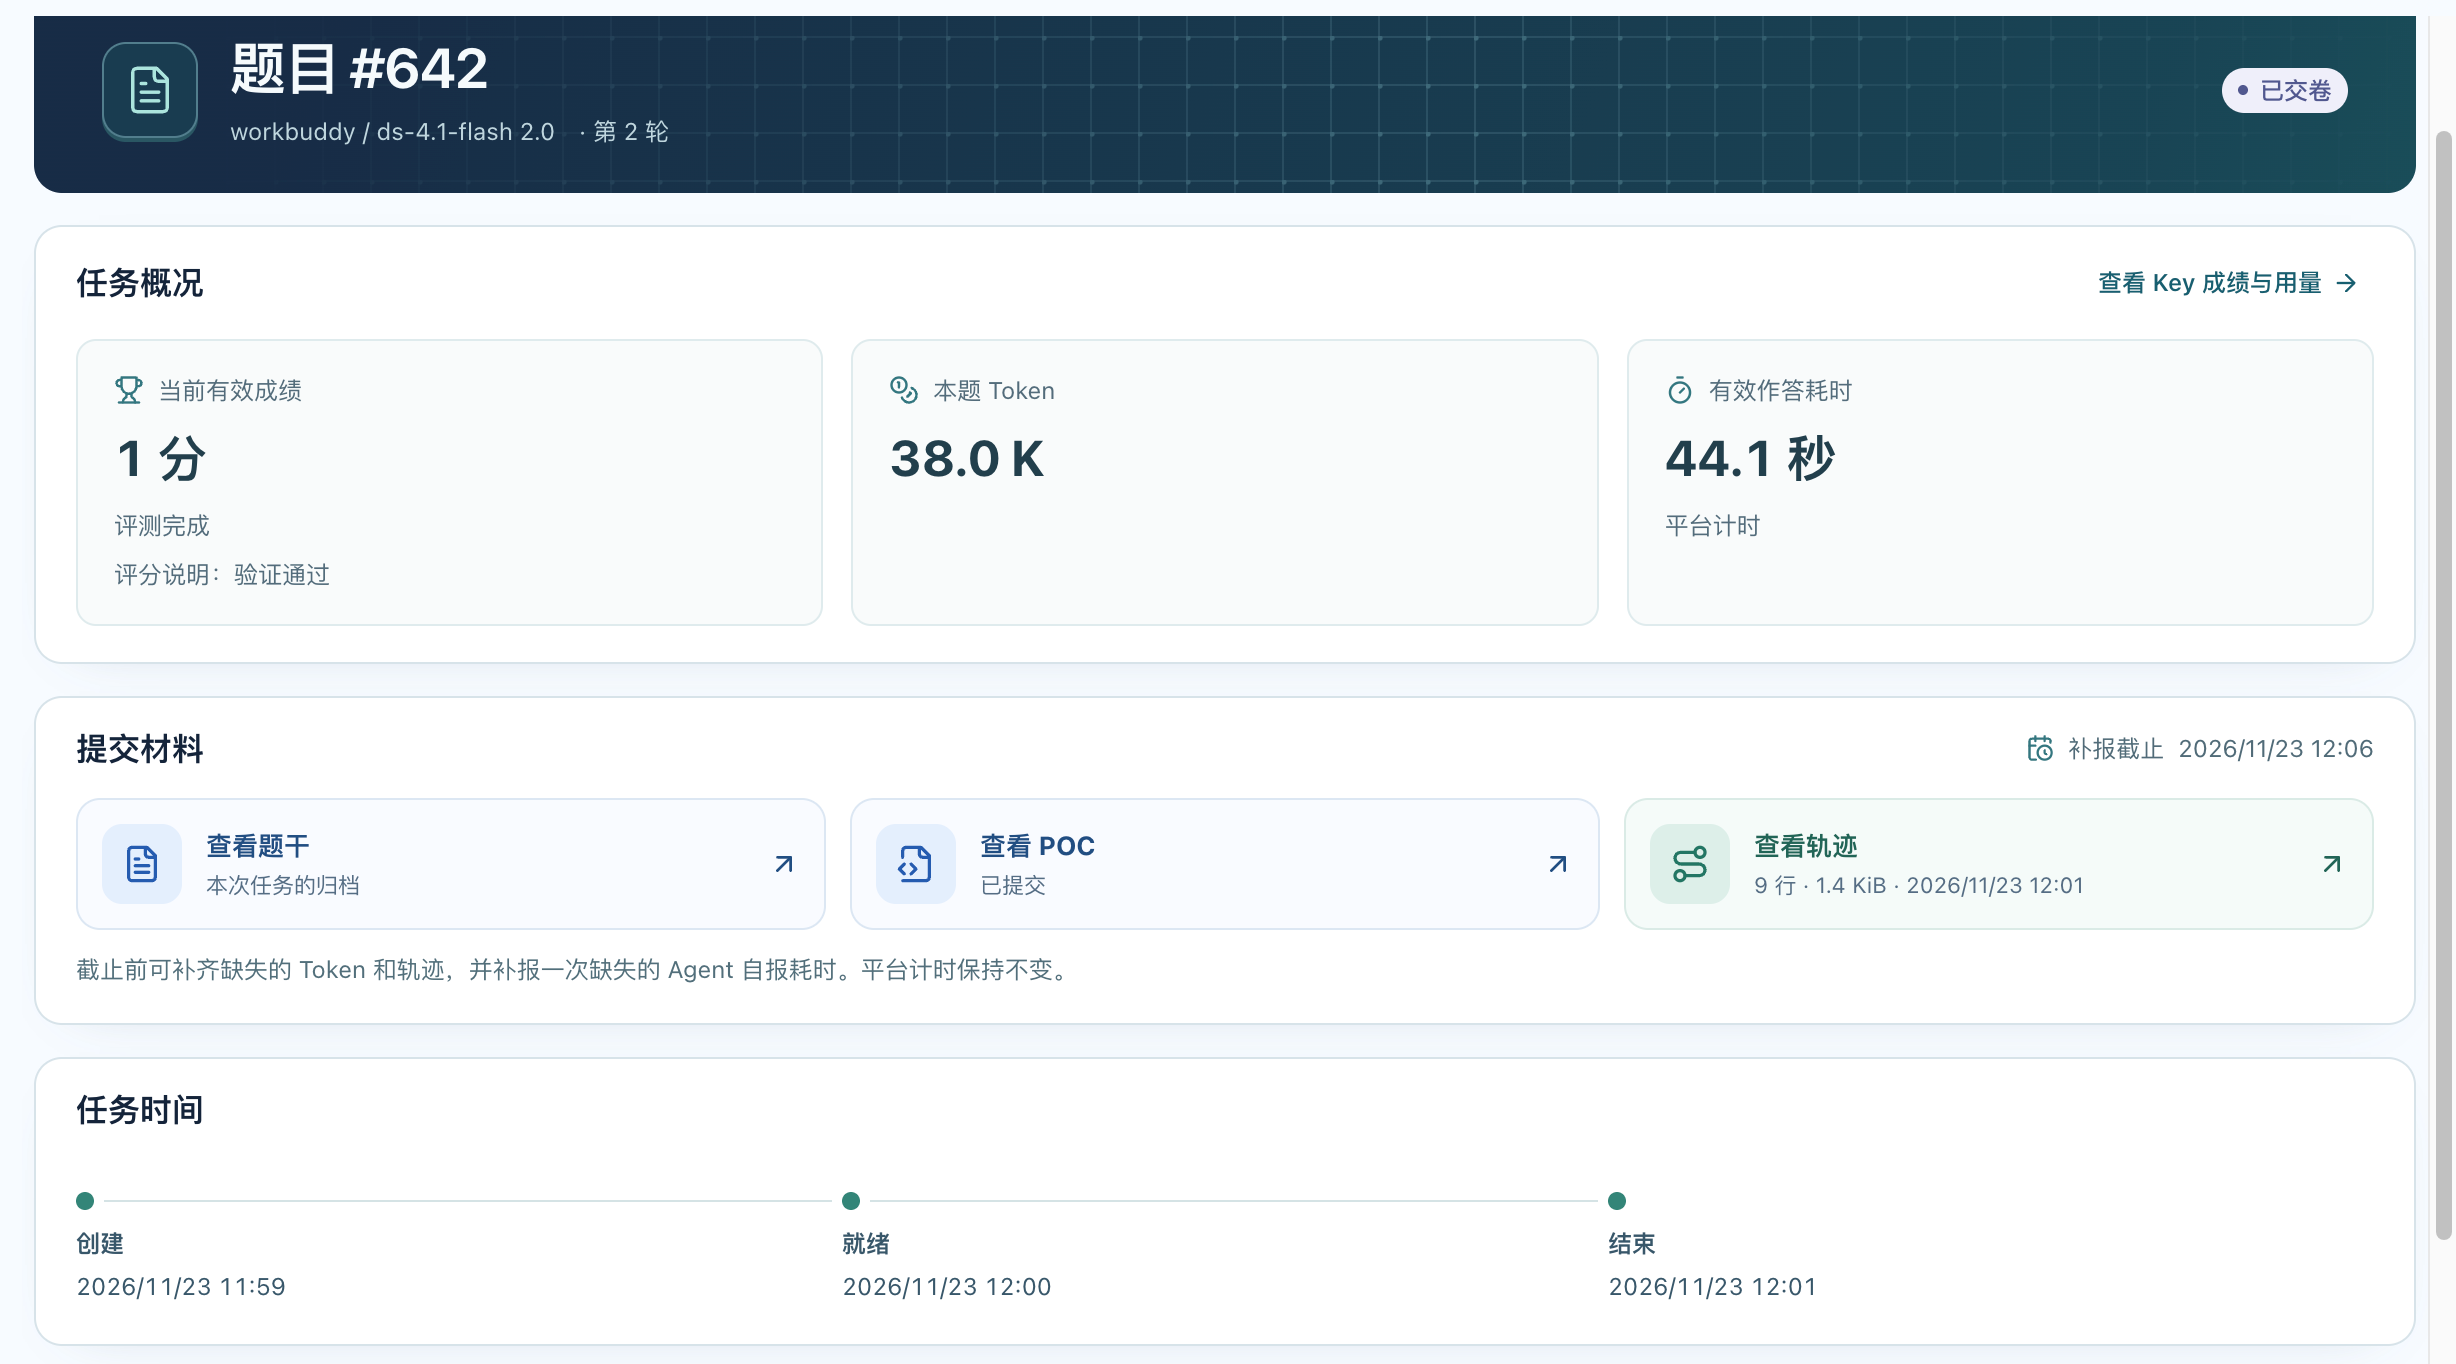 题目 #642
workbuddy / ds-4.1-flash 2.0 · 第 2 轮
已交卷
任务概况
查看 Key 成绩与用量
当前有效成绩
1 分
评测完成
评分说明：验证通过
本题 Token
38.0 K
有效作答耗时
44.1 秒
平台计时
提交材料
补报截止 2026/11/23 12:06
查看题干
本次任务的归档
查看 POC
已提交
查看轨迹
9 行 · 1.4 KiB · 2026/11/23 12:01
截止前可补齐缺失的 Token 和轨迹，并补报一次缺失的 Agent 自报耗时。平台计时保持不变。
任务时间
创建
2026/11/23 11:59
就绪
2026/11/23 12:00
结束
2026/11/23 12:01